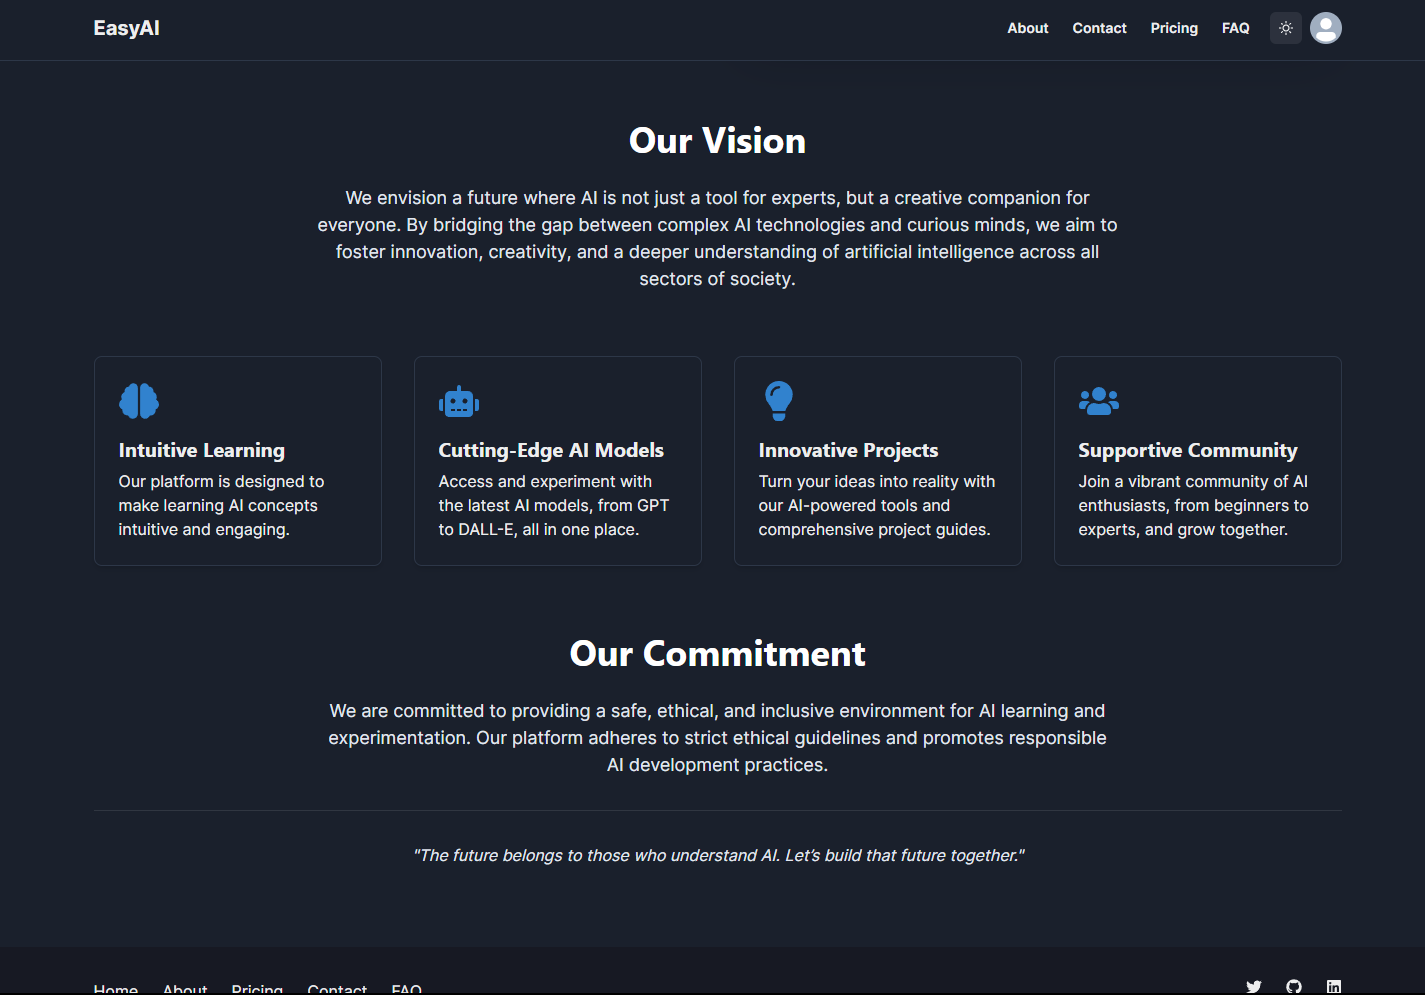 EasyAI
About Contact Pricing FAQ
Our Vision
We envision a future where AI is not just a tool for experts, but a creative companion for
everyone. By bridging the gap between complex AI technologies and curious minds, we aim to
foster innovation, creativity, and a deeper understanding of artificial intelligence across all
sectors of society.
Intuitive Learning
Our platform is designed to
make learning AI concepts
intuitive and engaging.
Cutting-Edge AI Models
Access and experiment with
the latest AI models, from GPT
to DALL-E, all in one place.
Innovative Projects
Turn your ideas into reality with
our AI-powered tools and
comprehensive project guides.
Supportive Community
Join a vibrant community of AI
enthusiasts, from beginners to
experts, and grow together.
Our Commitment
We are committed to providing a safe, ethical, and inclusive environment for AI learning and
experimentation. Our platform adheres to strict ethical guidelines and promotes responsible
AI development practices.
"The future belongs to those who understand AI. Let's build that future together."
Home About Pricing Contact FAQ